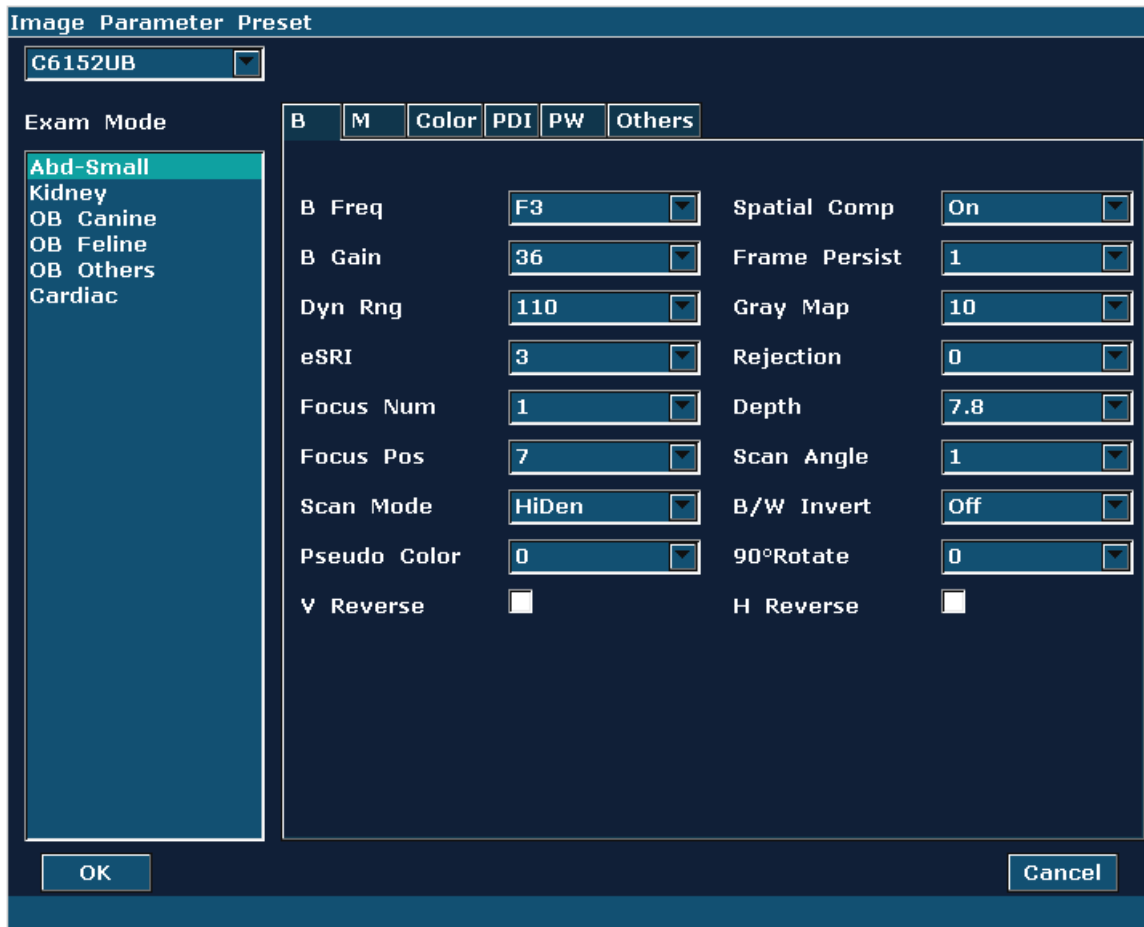 Image Parameter Preset
C6152UB
Exam Mode
Abd-Small
Kidney
OB Canine
OB Feline
OB Others
Cardiac
B M Color PDI PW Others
B Freq F3 Spatial Comp On
B Gain 36 Frame Persist 1
Dyn Rng 110 Gray Map 10
eSRI 3 Rejection 0
Focus Num 1 Depth 7.8
Focus Pos 7 Scan Angle 1
Scan Mode HiDen B/W Invert Off
Pseudo Color 0 90°Rotate 0
V Reverse H Reverse
OK Cancel